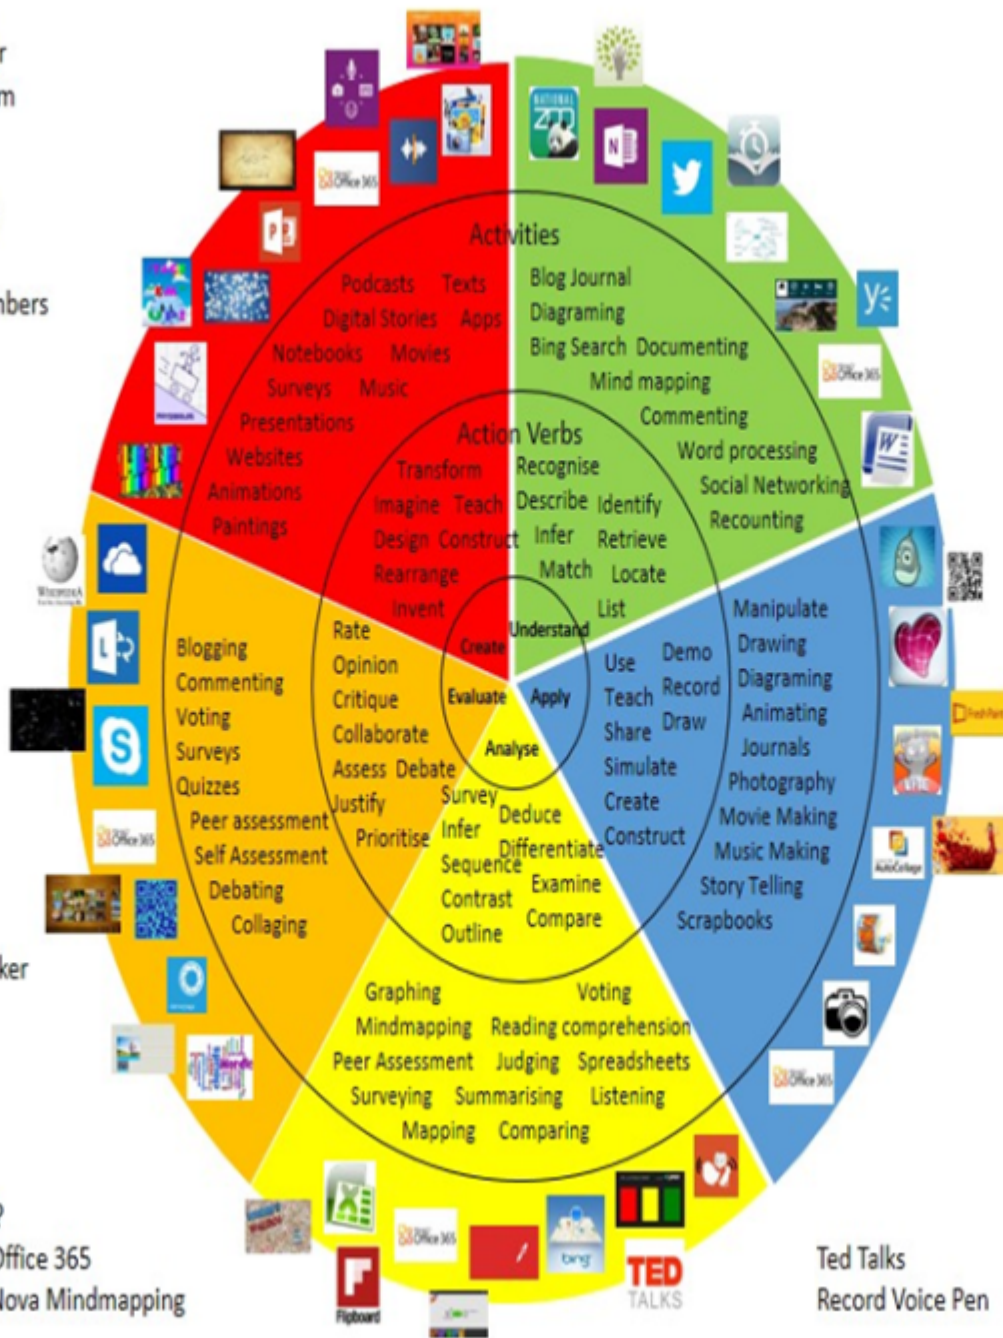 Activities
Podcasts Texts
Digital Stories Apps
Notebooks Movies
Surveys Music
Presentations
Websites
Animations
Paintings
Action Verbs
Transform
Imagine Teach
Design Construct
Rearrange
Invent
Create
Blog Journal
Diagraming
Bing Search Documenting
Mind mapping
Commenting
Word processing
Social Networking
Recounting
Recognise
Describe Identify
Infer Retrieve
Match Locate
List
Understand
Manipulate
Drawing
Diagraming
Animating
Journals
Photography
Movie Making
Music Making
Story Telling
Scrapbooks
Use Demo
Teach Record
Share Draw
Simulate
Create
Construct
Apply
Analyse
Survey Deduce
Infer Differentiate
Sequence Examine
Contrast Compare
Outline
Graphing Voting
Mindmapping Reading comprehension
Peer Assessment Judging Spreadsheets
Surveying Summarising Listening
Mapping Comparing
Evaluate
Rate
Opinion
Critique
Collaborate
Assess Debate
Justify
Prioritise
Blogging
Commenting
Voting
Surveys
Quizzes
Peer assessment
Self Assessment
Debating
Collaging
NATIONAL
ZOO
Office 365
Office 365
WIKIPEDIA
AutoCollage
Office 365
Office 365
Office 365
bing
TED
TALKS
Flipboard
r
m
nbers
ker
Office 365
Nova Mindmapping
Ted Talks
Record Voice Pen